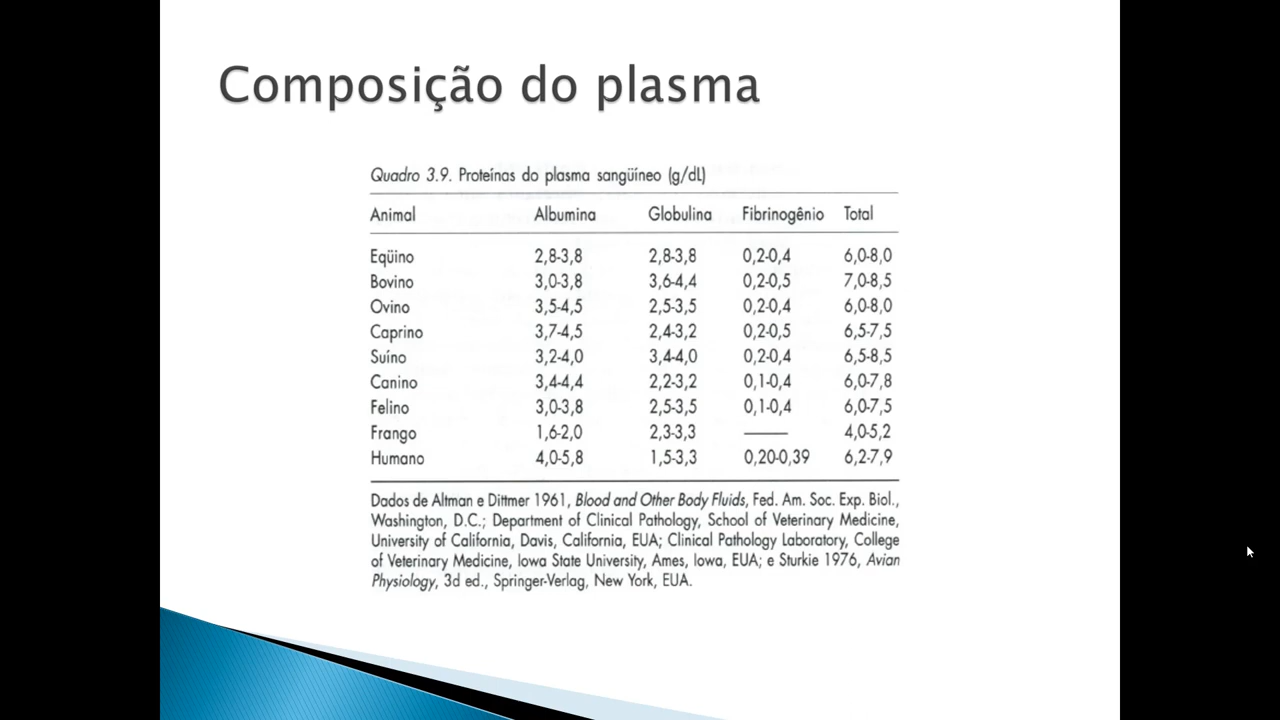 Composição do plasma
Quadro 3.9. Proteínas do plasma sangüíneo (g/dL)
Animal Albumina Globulina Fibrinogênio Total
Eqüino 2,8-3,8 2,8-3,8 0,2-0,4 6,0-8,0
Bovino 3,0-3,8 3,6-4,4 0,2-0,5 7,0-8,5
Ovino 3,5-4,5 2,5-3,5 0,2-0,4 6,0-8,0
Caprino 3,7-4,5 2,4-3,2 0,2-0,5 6,5-7,5
Suíno 3,2-4,0 3,4-4,0 0,2-0,4 6,5-8,5
Canino 3,4-4,4 2,2-3,2 0,1-0,4 6,0-7,8
Felino 3,0-3,8 2,5-3,5 0,1-0,4 6,0-7,5
Frango 1,6-2,0 2,3-3,3 —— 4,0-5,2
Humano 4,0-5,8 1,5-3,3 0,20-0,39 6,2-7,9
Dados de Altman e Dittmer 1961, Blood and Other Body Fluids, Fed. Am. Soc. Exp. Biol.,
Washington, D.C.; Department of Clinical Pathology, School of Veterinary Medicine,
University of California, Davis, California, EUA; Clinical Pathology Laboratory, College
of Veterinary Medicine, Iowa State University, Ames, Iowa, EUA; e Sturkie 1976, Avian
Physiology, 3d ed., Springer-Verlag, New York, EUA.